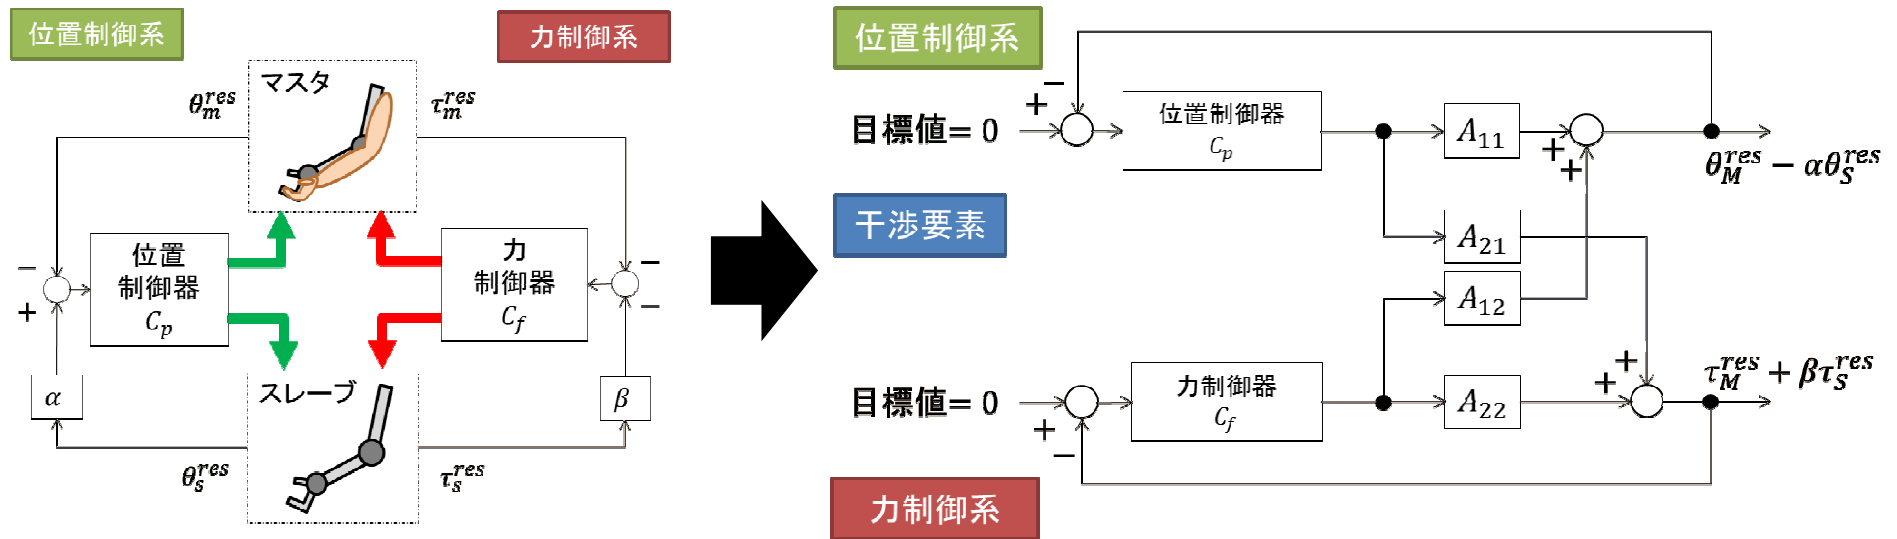 位置制御系
力制御系
マスタ
θ_m^res
τ_m^res
−
+
位置
制御器
C_p
力
制御器
C_f
−
−
α
スレーブ
β
θ_s^res
τ_s^res
位置制御系
目標値= 0
+
−
位置制御器
C_p
A_11
+
+
θ_M^res − αθ_S^res
干渉要素
A_21
A_12
目標値= 0
+
−
力制御器
C_f
A_22
+
+
τ_M^res + βτ_S^res
力制御系